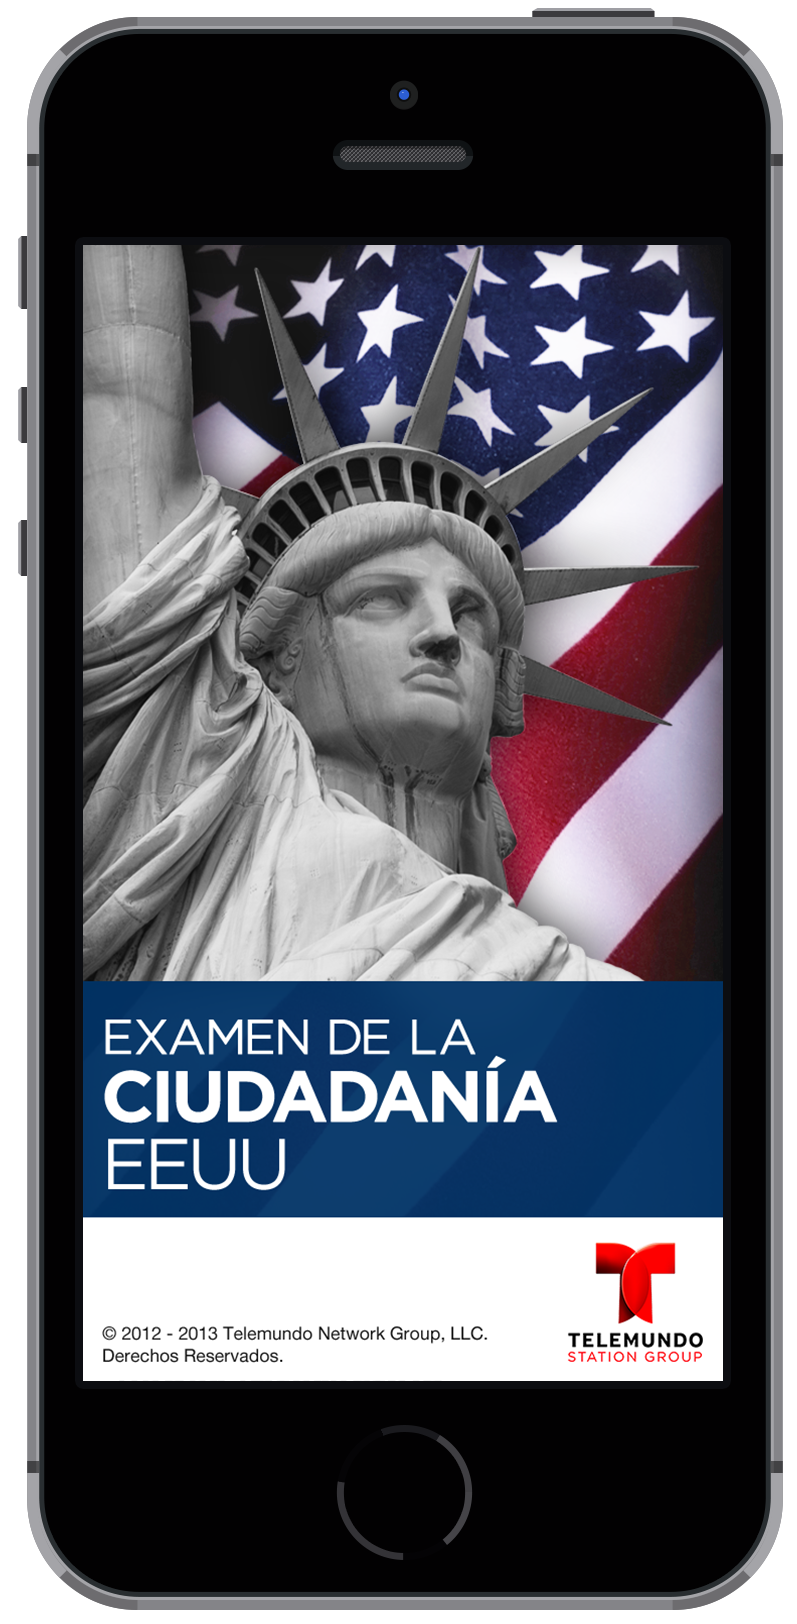 EXAMEN DE LA
CIUDADANÍA
EEUU
© 2012 - 2013 Telemundo Network Group, LLC.
Derechos Reservados.
TELEMUNDO
STATION GROUP